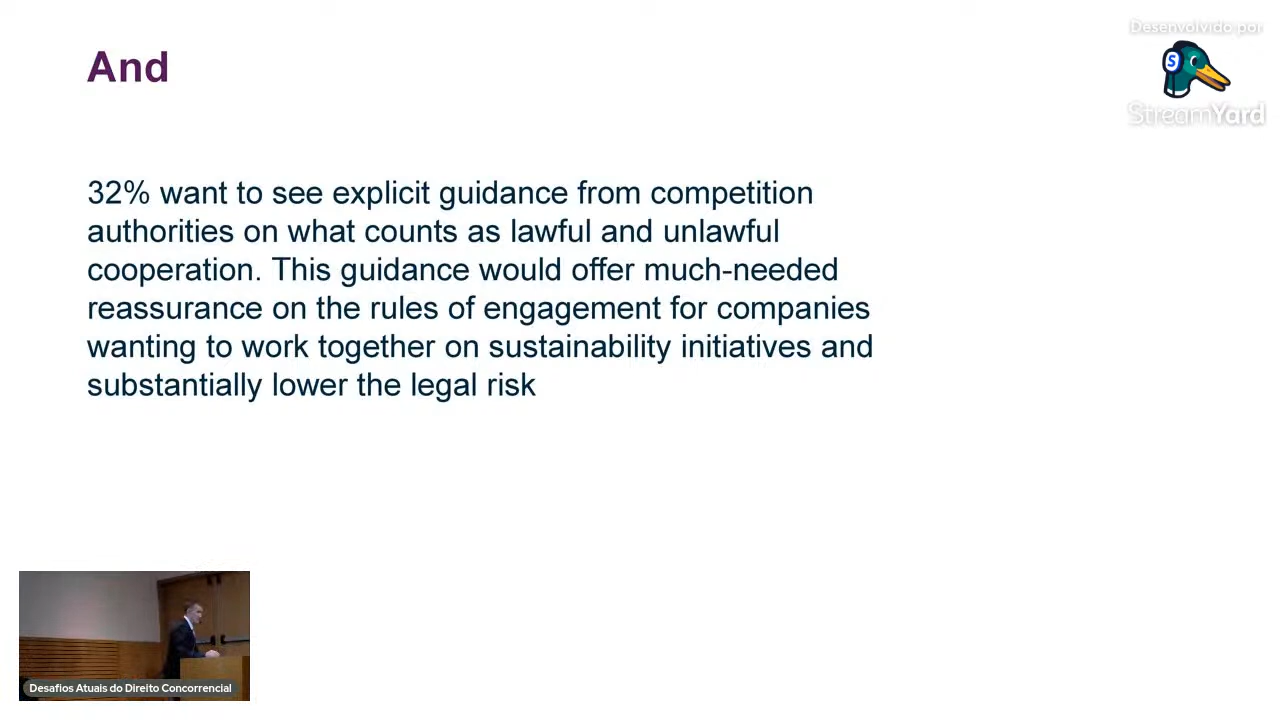 And
Desenvolvido por
S
StreamYard
32% want to see explicit guidance from competition
authorities on what counts as lawful and unlawful
cooperation. This guidance would offer much-needed
reassurance on the rules of engagement for companies
wanting to work together on sustainability initiatives and
substantially lower the legal risk
Desafios Atuais do Direito Concorrencial